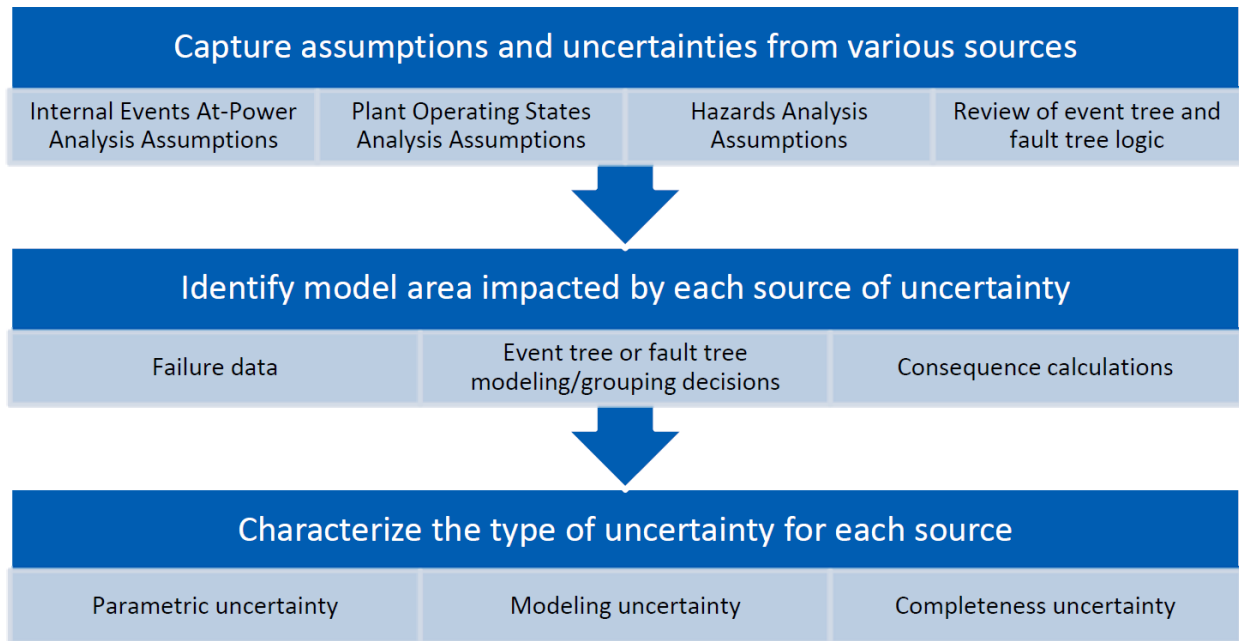 Capture assumptions and uncertainties from various sources
Internal Events At-Power
Analysis Assumptions
Plant Operating States
Analysis Assumptions
Hazards Analysis
Assumptions
Review of event tree and
fault tree logic
Identify model area impacted by each source of uncertainty
Failure data
Event tree or fault tree
modeling/grouping decisions
Consequence calculations
Characterize the type of uncertainty for each source
Parametric uncertainty
Modeling uncertainty
Completeness uncertainty